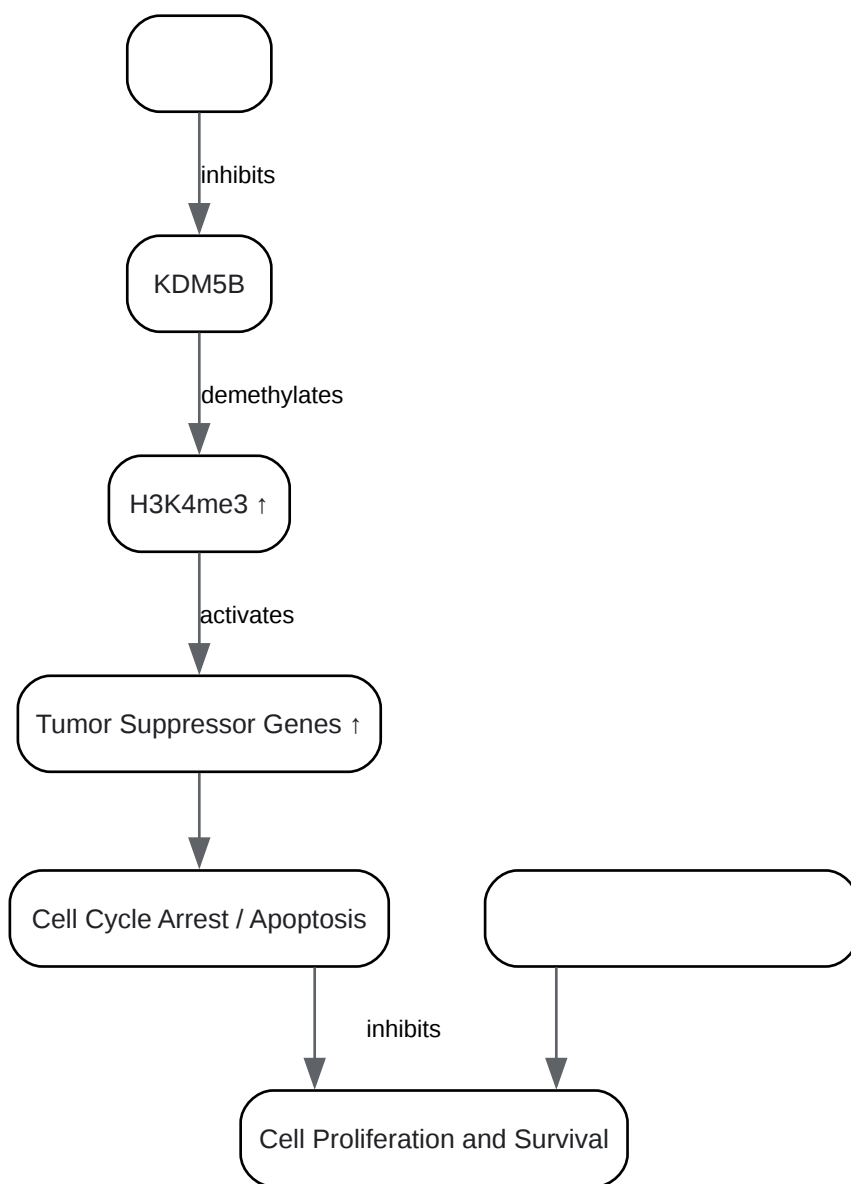 inhibits
KDM5B
demethylates
H3K4me3 ↑
activates
Tumor Suppressor Genes ↑
Cell Cycle Arrest / Apoptosis
inhibits
Cell Proliferation and Survival